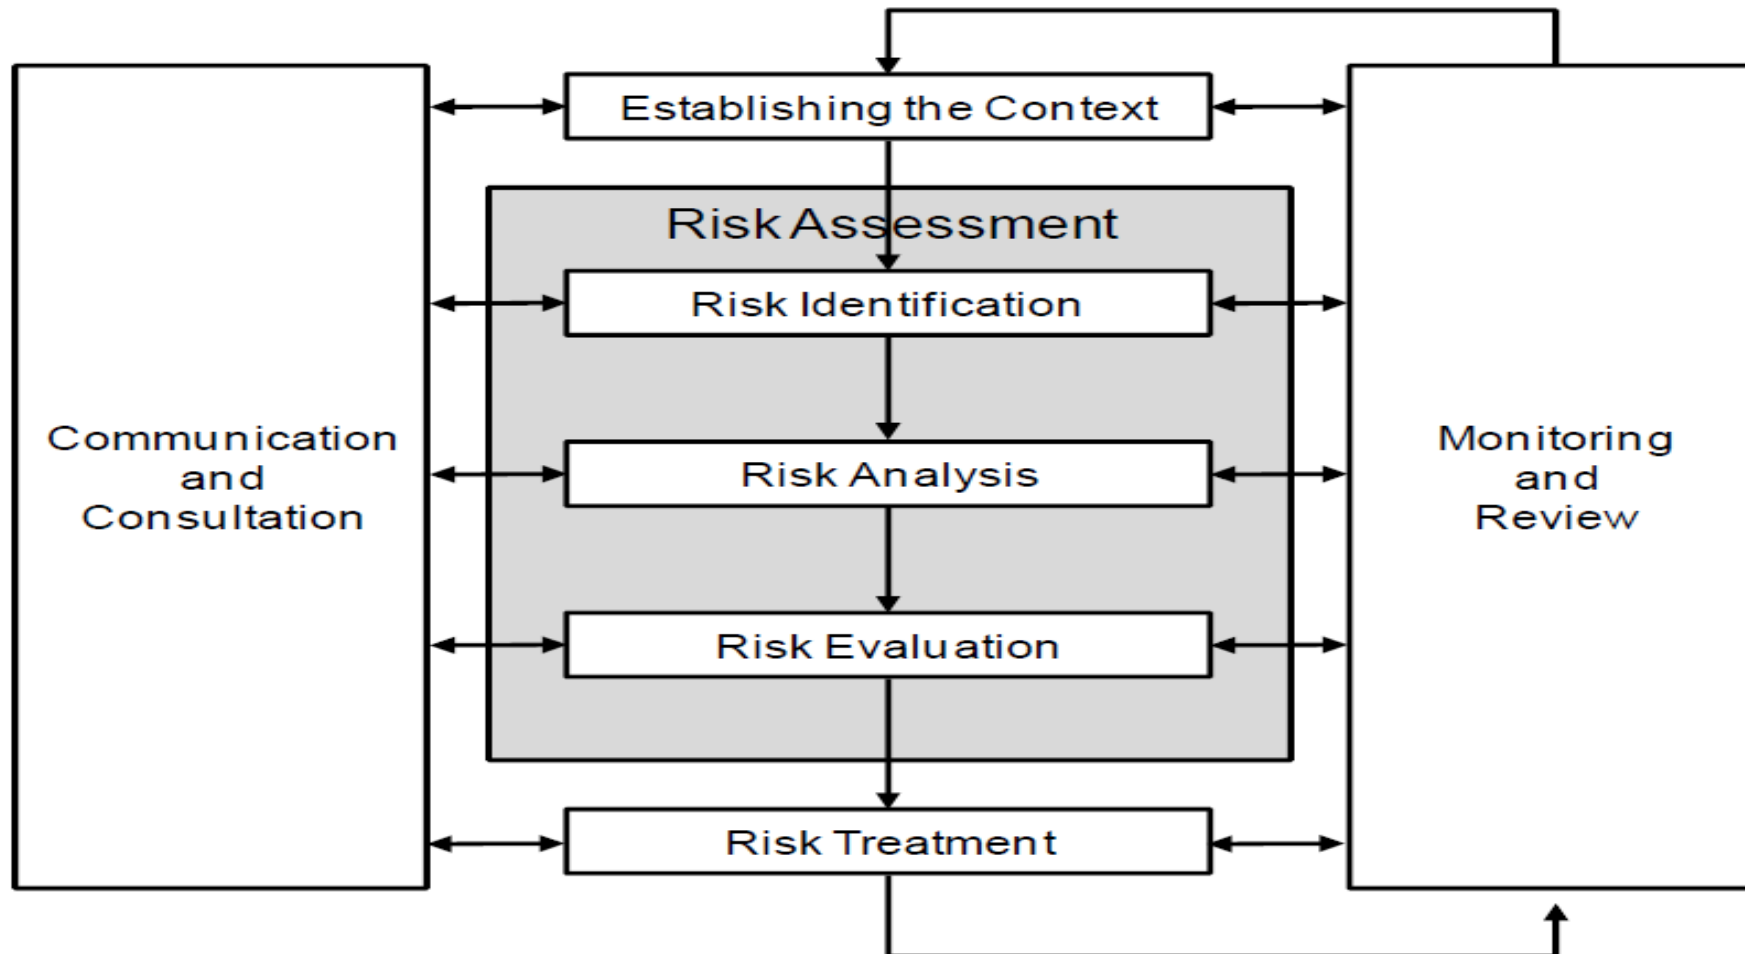 Establishing the Context
Risk Assessment
Risk Identification
Risk Analysis
Risk Evaluation
Risk Treatment
Communication
and
Consultation
Monitoring
and
Review